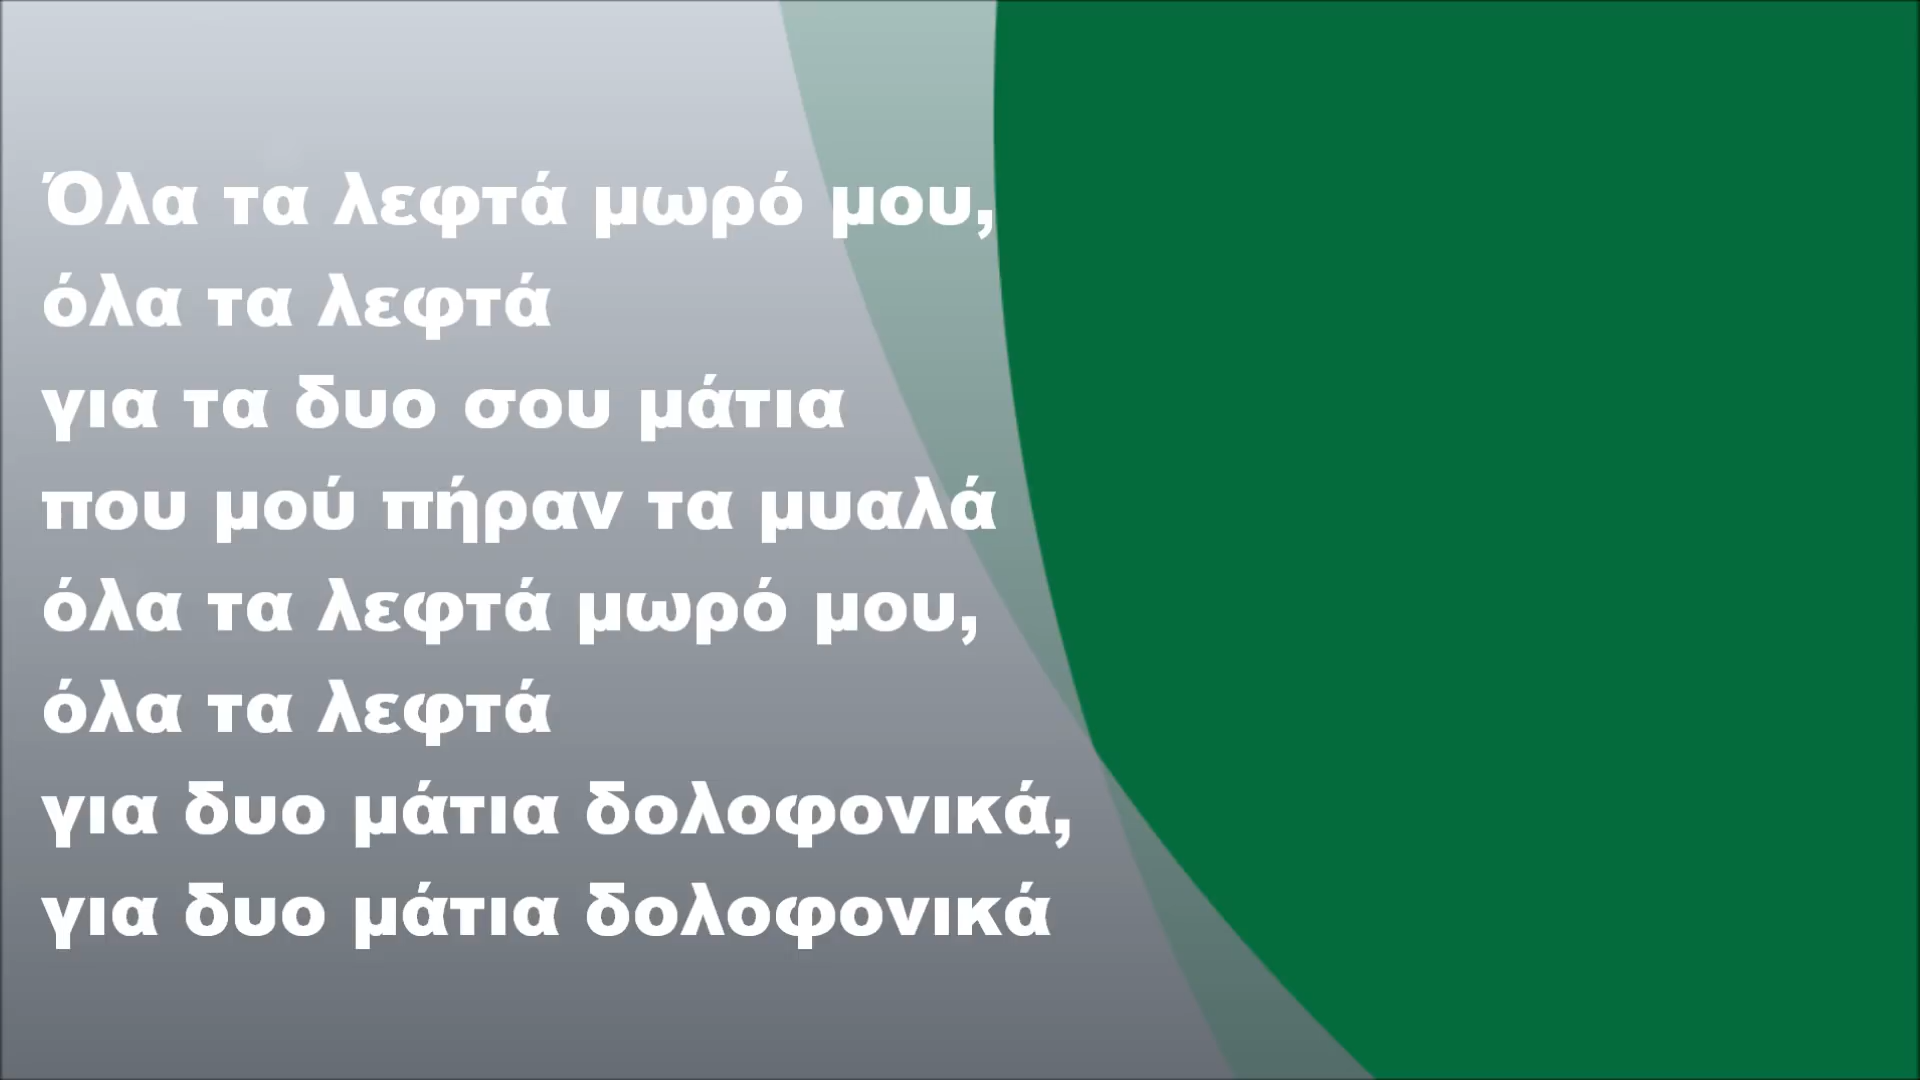 Όλα τα λεφτά μωρό μου,
όλα τα λεφτά
για τα δυο σου μάτια
που μού πήραν τα μυαλά
όλα τα λεφτά μωρό μου,
όλα τα λεφτά
για δυο μάτια δολοφονικά,
για δυο μάτια δολοφονικά